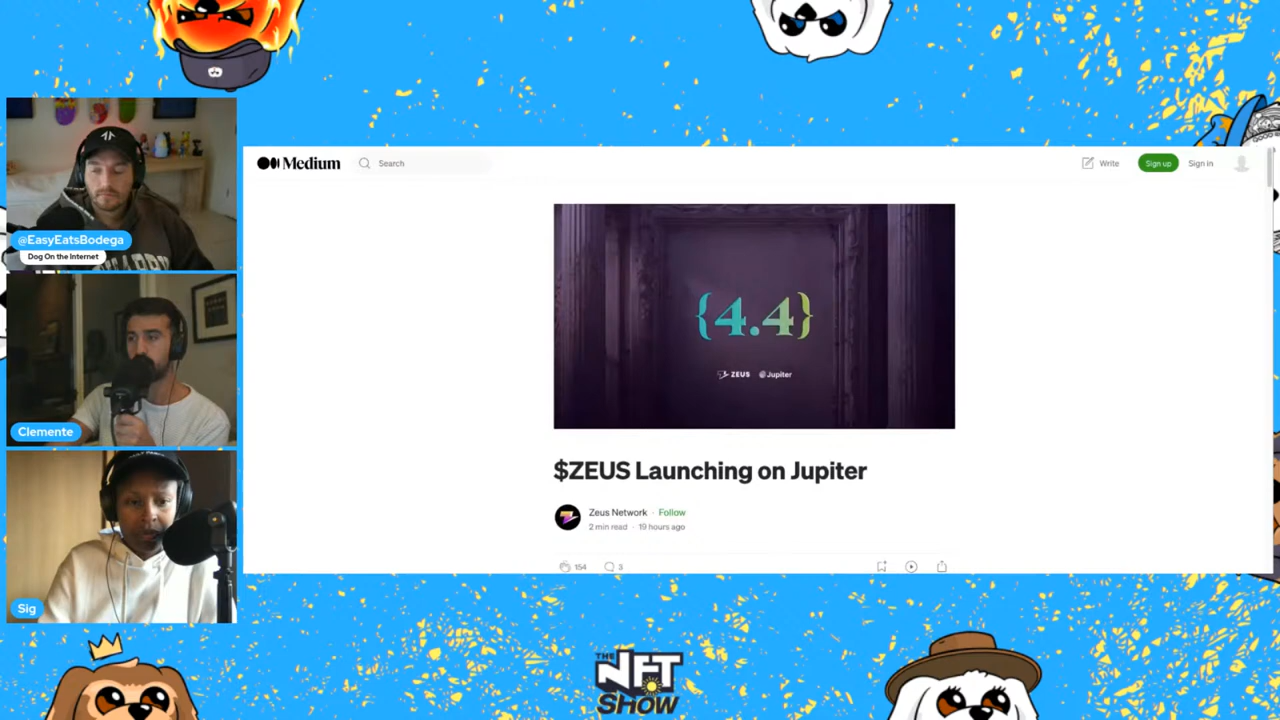 @EasyEatsBodega
Dog On the Internet
Clemente
Sig
Medium
Search
Write
Sign up
Sign in
{4.4}
ZEUS
Jupiter
$ZEUS Launching on Jupiter
Zeus Network · Follow
2 min read · 19 hours ago
154
3
THE
NFT
SHOW